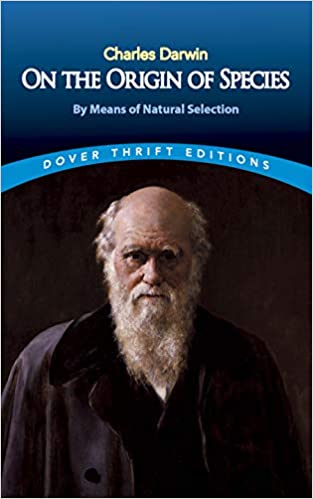 Charles Darwin
ON THE ORIGIN OF SPECIES
By Means of Natural Selection
DOVER THRIFT EDITIONS